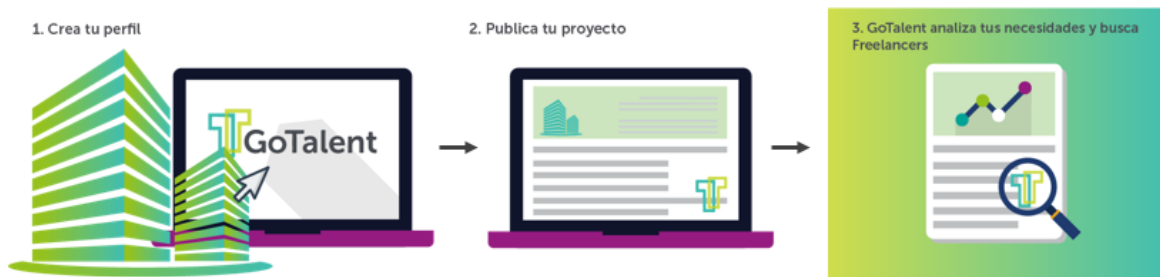 1. Crea tu perfil
2. Publica tu proyecto
3. GoTalent analiza tus necesidades y busca
Freelancers
GoTalent